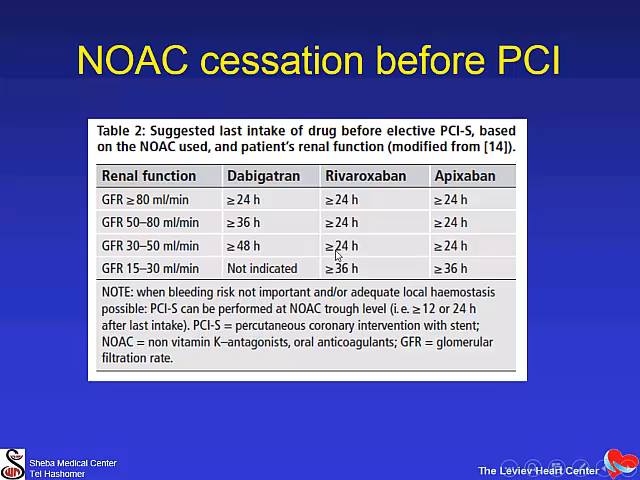 NOAC cessation before PCI
Table 2: Suggested last intake of drug before elective PCI-S, based
on the NOAC used, and patient's renal function (modified from [14]).
Renal function Dabigatran Rivaroxaban Apixaban
GFR ≥80 ml/min ≥24 h ≥24 h ≥24 h
GFR 50–80 ml/min ≥36 h ≥24 h ≥24 h
GFR 30–50 ml/min ≥48 h ≥24 h ≥24 h
GFR 15–30 ml/min Not indicated ≥36 h ≥36 h
NOTE: when bleeding risk not important and/or adequate local haemostasis
possible: PCI-S can be performed at NOAC trough level (i.e. ≥12 or 24 h
after last intake). PCI-S = percutaneous coronary intervention with stent;
NOAC = non vitamin K–antagonists, oral anticoagulants; GFR = glomerular
filtration rate.
Sheba Medical Center
Tel Hashomer
The Leviev Heart Center